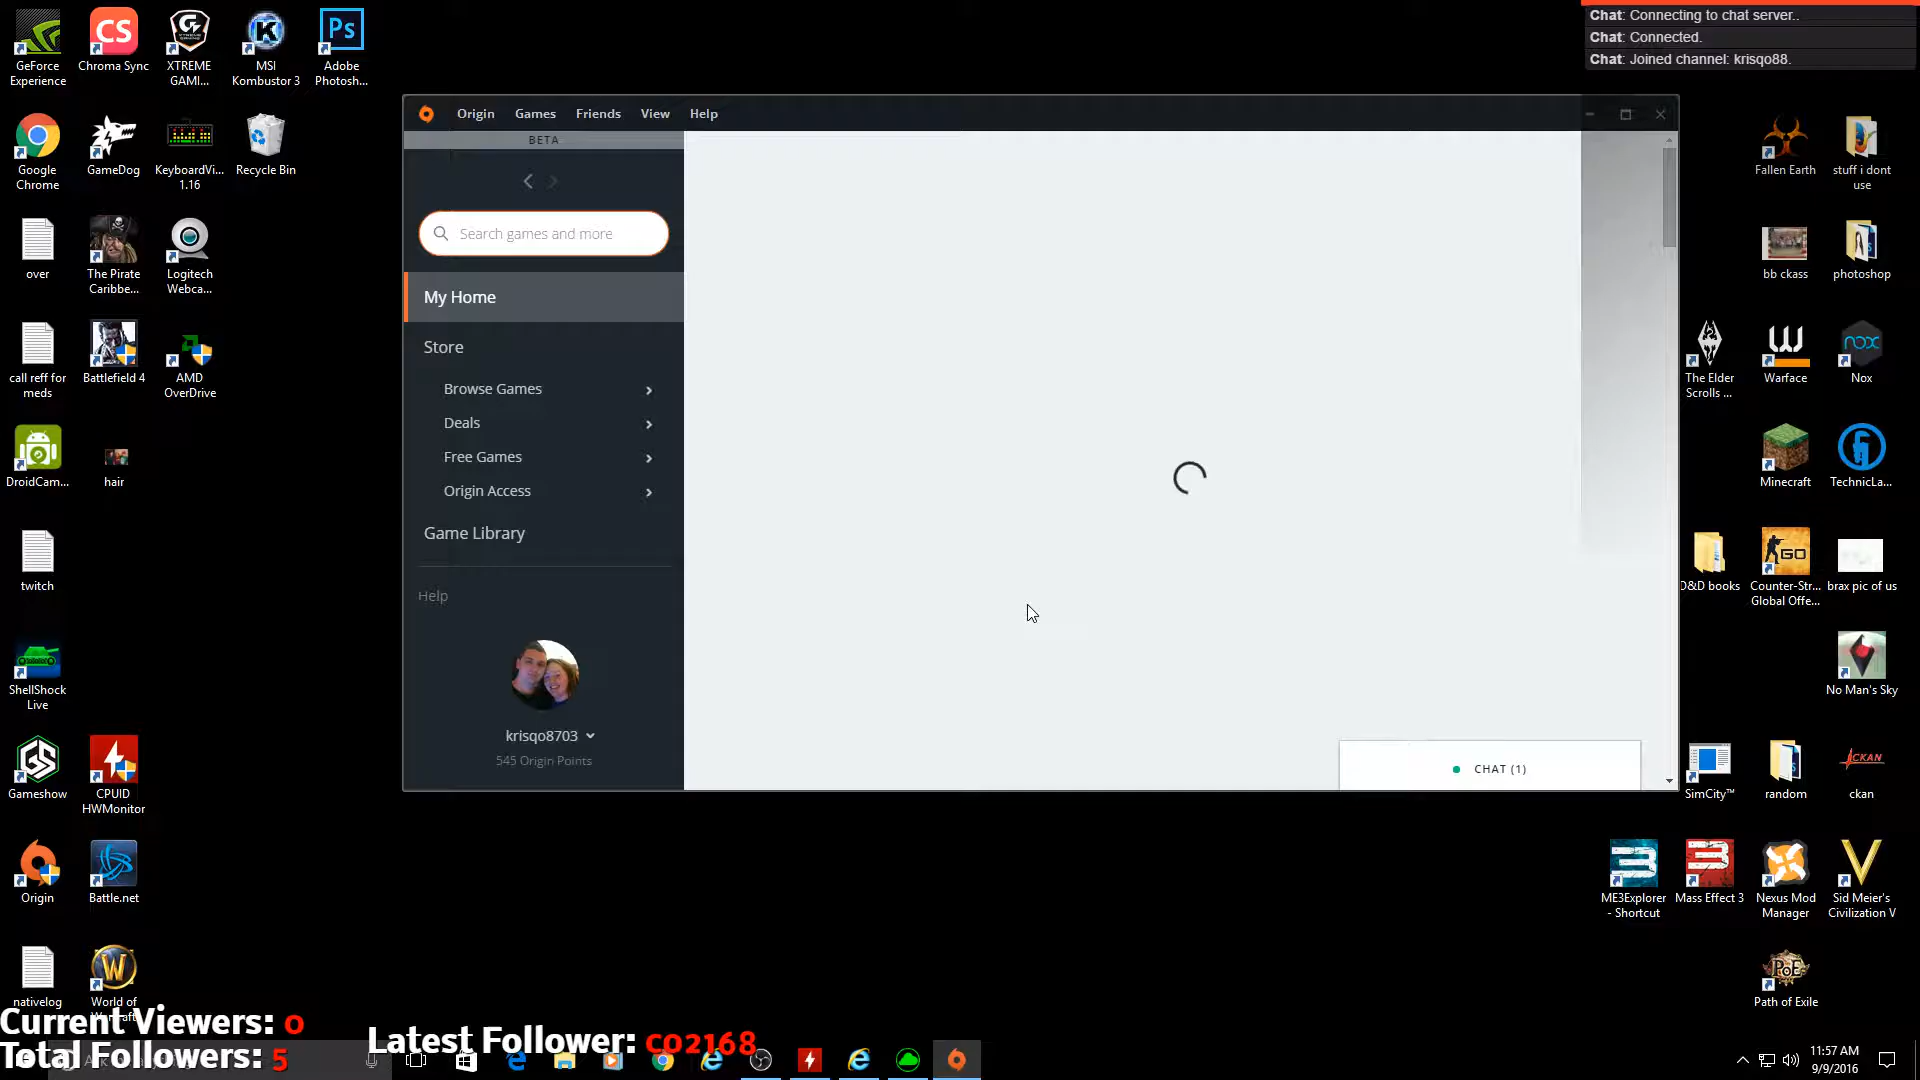 Chat: Connecting to chat server..
Chat: Connected.
Chat: Joined channel: krisqo88.
GeForce Experience
Chroma Sync
XTREME GAMI...
MSI Kombustor 3
Adobe Photosh...
Google Chrome
GameDog
KeyboardVi... 1.16
Recycle Bin
over
The Pirate Caribbe...
Logitech Webca...
call reff for meds
Battlefield 4
AMD OverDrive
DroidCam...
hair
twitch
ShellShock Live
Gameshow
CPUID HWMonitor
Origin
Battle.net
nativelog
World of
Origin
Games
Friends
View
Help
BETA
Search games and more
My Home
Store
Browse Games
Deals
Free Games
Origin Access
Game Library
Help
krisqo8703
545 Origin Points
CHAT (1)
Fallen Earth
stuff i dont use
bb ckass
photoshop
The Elder Scrolls ...
Warface
nox
Nox
Minecraft
TechnicLa...
D&D books
GO
Counter-Str... Global Offe...
brax pic of us
No Man's Sky
SimCity™
random
CKAN
ckan
ME3Explorer - Shortcut
Mass Effect 3
Nexus Mod Manager
Sid Meier's Civilization V
PoE
Path of Exile
Current Viewers: 0
Total Followers: 5
Latest Follower: co2168
11:57 AM
9/9/2016